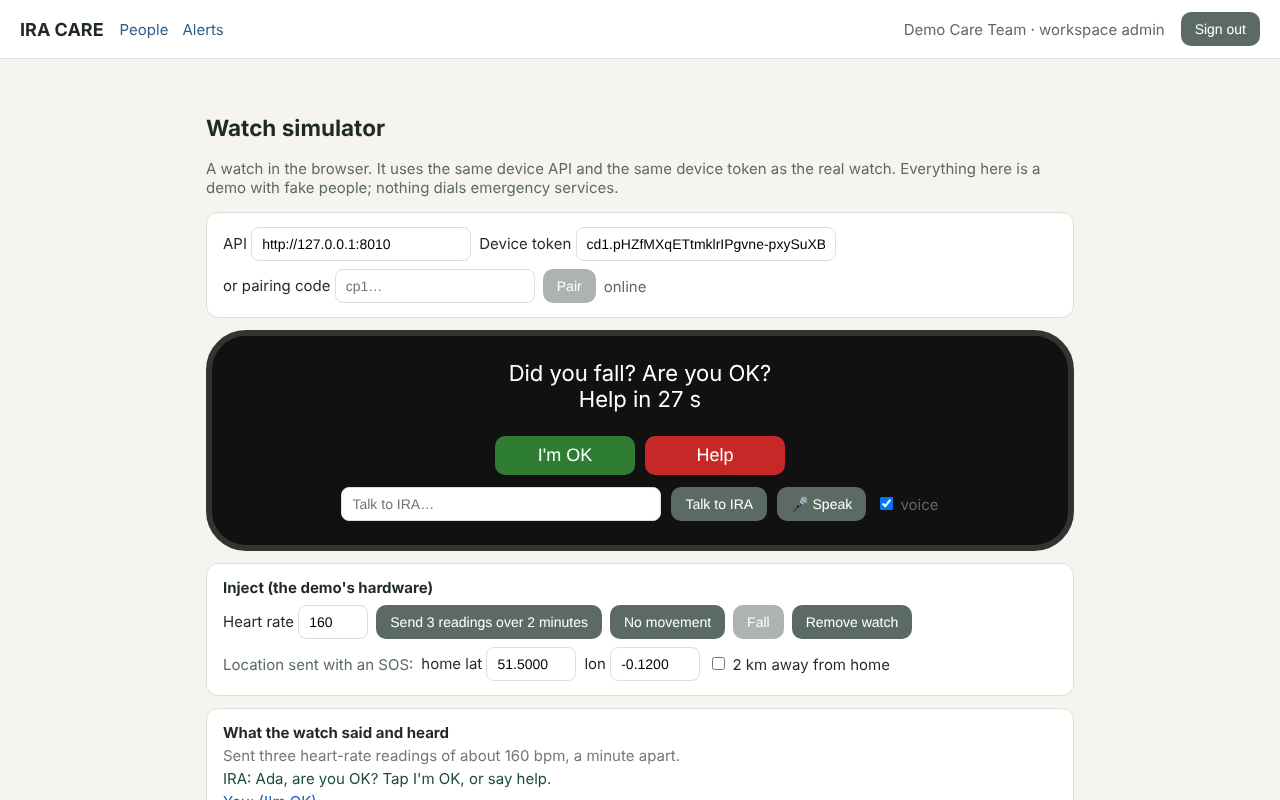 IRA CARE People Alerts Demo Care Team · workspace admin Sign out
Watch simulator
A watch in the browser. It uses the same device API and the same device token as the real watch. Everything here is a
demo with fake people; nothing dials emergency services.
API http://127.0.0.1:8010 Device token cd1.pHZfMXqETtmklrIPgvne-pxySuXB
or pairing code cp1… Pair online
Did you fall? Are you OK?
Help in 27 s
I'm OK Help
Talk to IRA… Talk to IRA 🎤 Speak voice
Inject (the demo's hardware)
Heart rate 160 Send 3 readings over 2 minutes No movement Fall Remove watch
Location sent with an SOS: home lat 51.5000 lon -0.1200 2 km away from home
What the watch said and heard
Sent three heart-rate readings of about 160 bpm, a minute apart.
IRA: Ada, are you OK? Tap I'm OK, or say help.
You: (I'm OK)